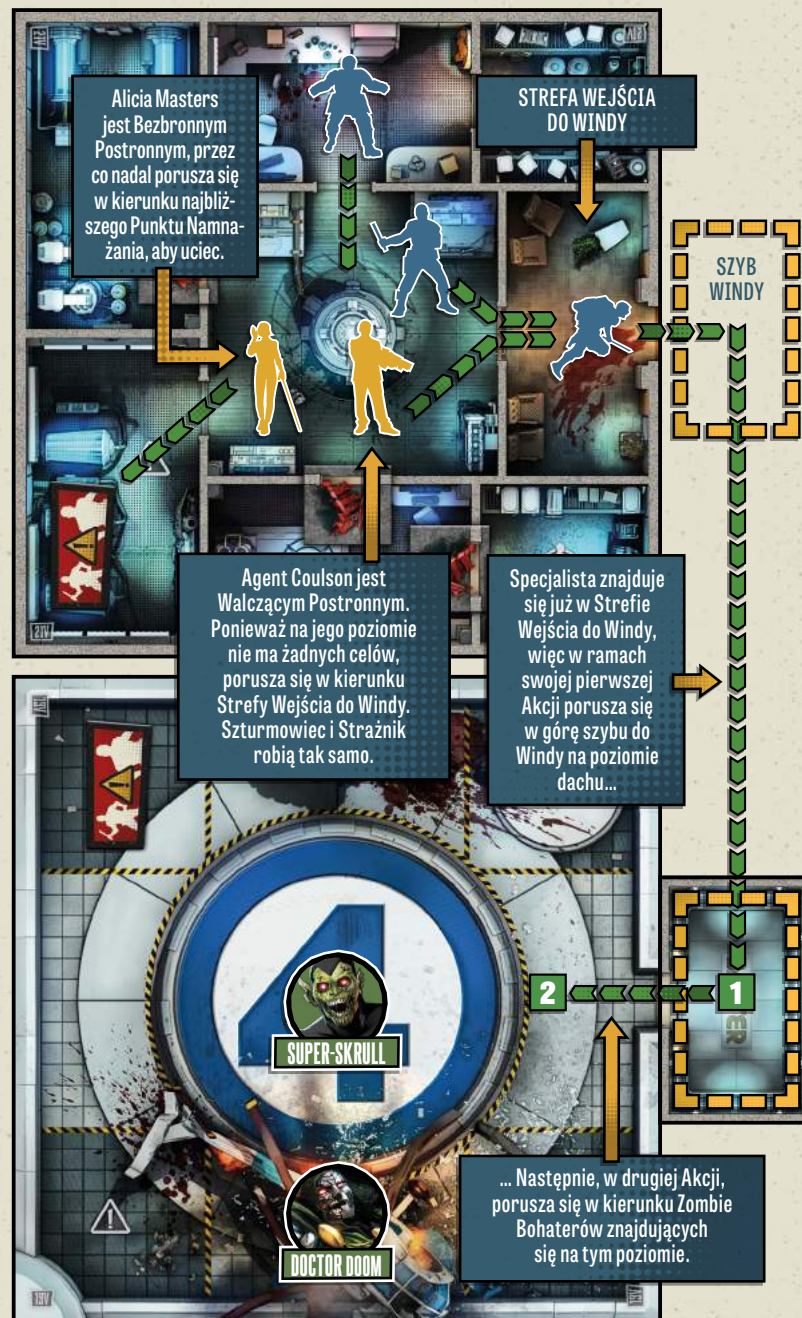 Alicia Masters
jest Bezbronnym
Postronnym, przez
co nadal porusza się
w kierunku najbliż-
szego Punktu Namna-
żania, aby uciec.
STREFA WEJŚCIA
DO WINDY
SZYB
WINDY
Agent Coulson jest
Walczącym Postronnym.
Ponieważ na jego poziomie
nie ma żadnych celów,
porusza się w kierunku
Strefy Wejścia do Windy.
Szturmowiec i Strażnik
robią tak samo.
Specjalista znajduje
się już w Strefie
Wejścia do Windy,
więc w ramach
swojej pierwszej
Akcji porusza się
w górę szybu do
Windy na poziomie
dachu...
21V
4
2
1
SUPER-SKRULL
DOCTOR DOOM
... Następnie, w drugiej Akcji,
porusza się w kierunku Zombie
Bohaterów znajdujących
się na tym poziomie.
19V